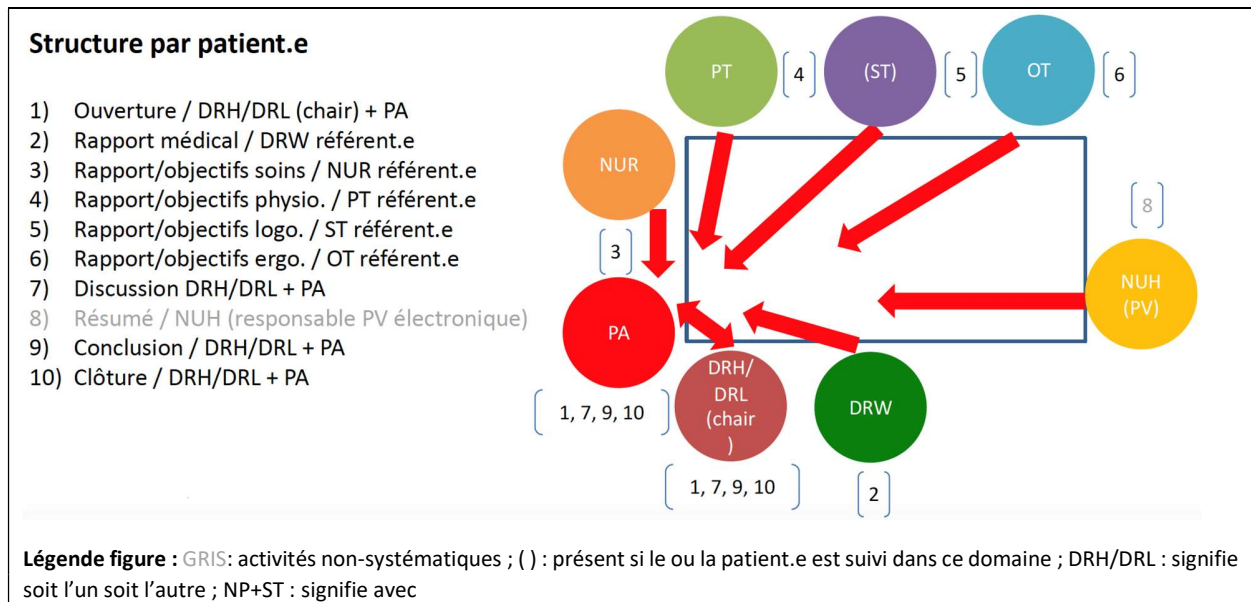 Structure par patient.e
1) Ouverture / DRH/DRL (chair) + PA
2) Rapport médical / DRW référent.e
3) Rapport/objectifs soins / NUR référent.e
4) Rapport/objectifs physio. / PT référent.e
5) Rapport/objectifs logo. / ST référent.e
6) Rapport/objectifs ergo. / OT référent.e
7) Discussion DRH/DRL + PA
8) Résumé / NUH (responsable PV électronique)
9) Conclusion / DRH/DRL + PA
10) Clôture / DRH/DRL + PA
PT
4
(ST)
5
OT
6
NUR
3
8
NUH
(PV)
PA
1, 7, 9, 10
DRH/
DRL
(chair
)
1, 7, 9, 10
DRW
2
Légende figure : GRIS: activités non-systématiques ; ( ) : présent si le ou la patient.e est suivi dans ce domaine ; DRH/DRL : signifie
soit l'un soit l'autre ; NP+ST : signifie avec